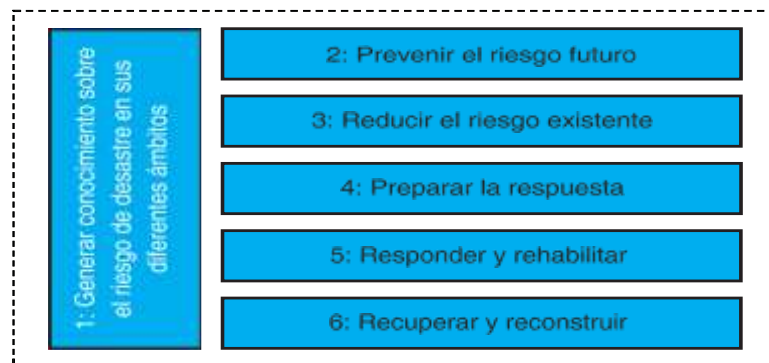 1: Generar conocimiento sobre
el riesgo de desastre en sus
diferentes ámbitos
2: Prevenir el riesgo futuro
3: Reducir el riesgo existente
4: Preparar la respuesta
5: Responder y rehabilitar
6: Recuperar y reconstruir